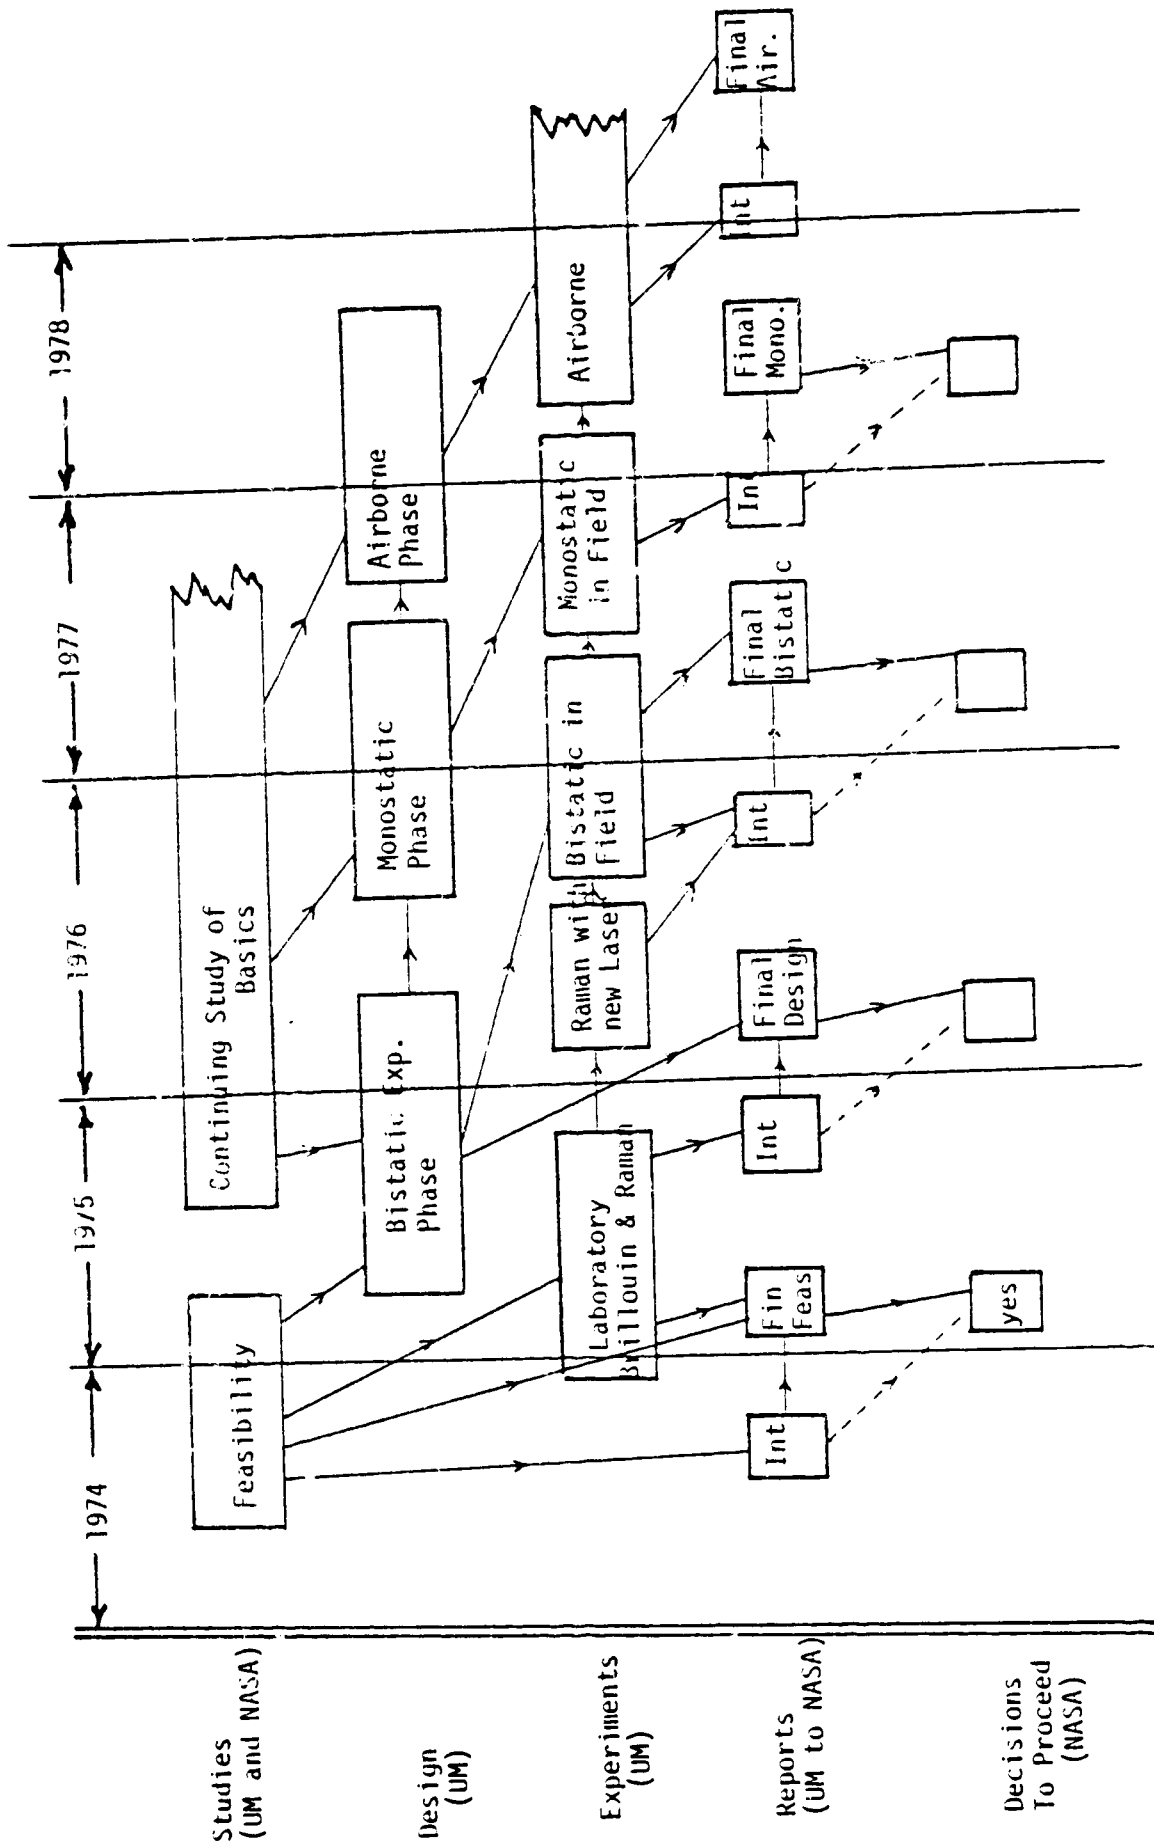 1974
1975
1976
1977
1978
Studies
(UM and NASA)
Feasibility
Continuing Study of
Basics
Design
(UM)
Bistatic Exp.
Phase
Monostatic
Phase
Airborne
Phase
Experiments
(UM)
Laboratory
Brillouin & Raman
Raman with
new Laser
Bistatic in
Field
Monostatic
in Field
Airborne
Reports
(UM to NASA)
Int
Fin
Feas
Int
Final
Design
Int
Final
Bistatic
Int
Final
Mono.
Int
Final
Air.
Decisions
To Proceed
(NASA)
yes